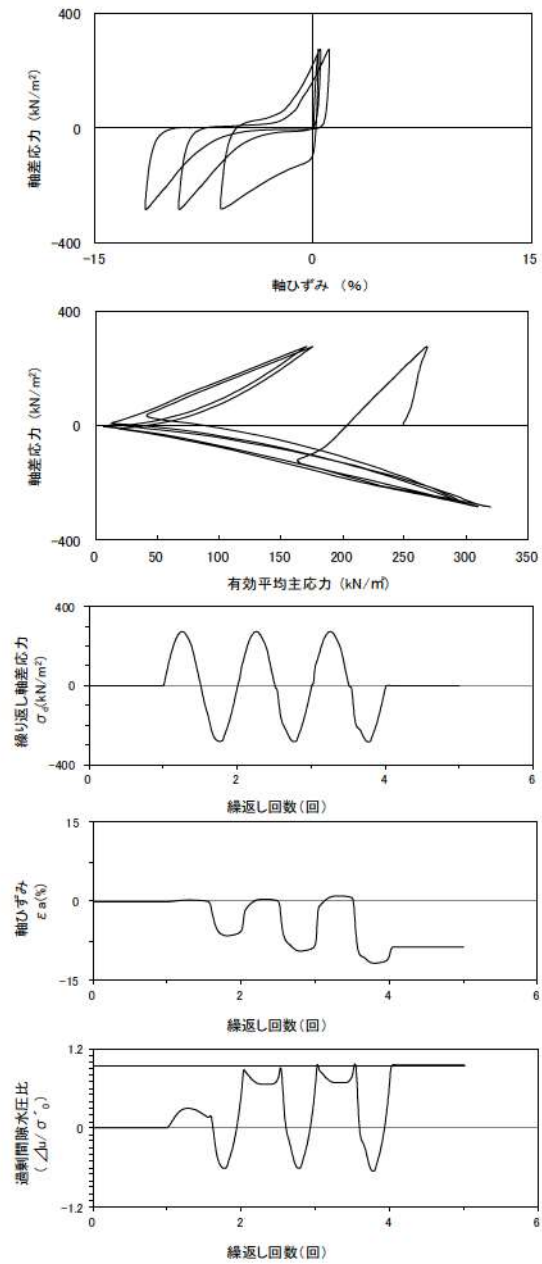 400
0
-400
軸差応力 (kN/m²)
-15
0
15
軸ひずみ (%)
400
0
-400
軸差応力 (kN/m²)
0
50
100
150
200
250
300
350
有効平均主応力 (kN/㎡)
400
0
-400
繰り返し軸差応力
σd(kN/m²)
0
2
4
6
繰返し回数(回)
15
0
-15
軸ひずみ
εa(%)
0
2
4
6
繰返し回数(回)
1.2
0
-1.2
過剰間隙水圧比
(⊿u/σ´0)
0
2
4
6
繰返し回数(回)